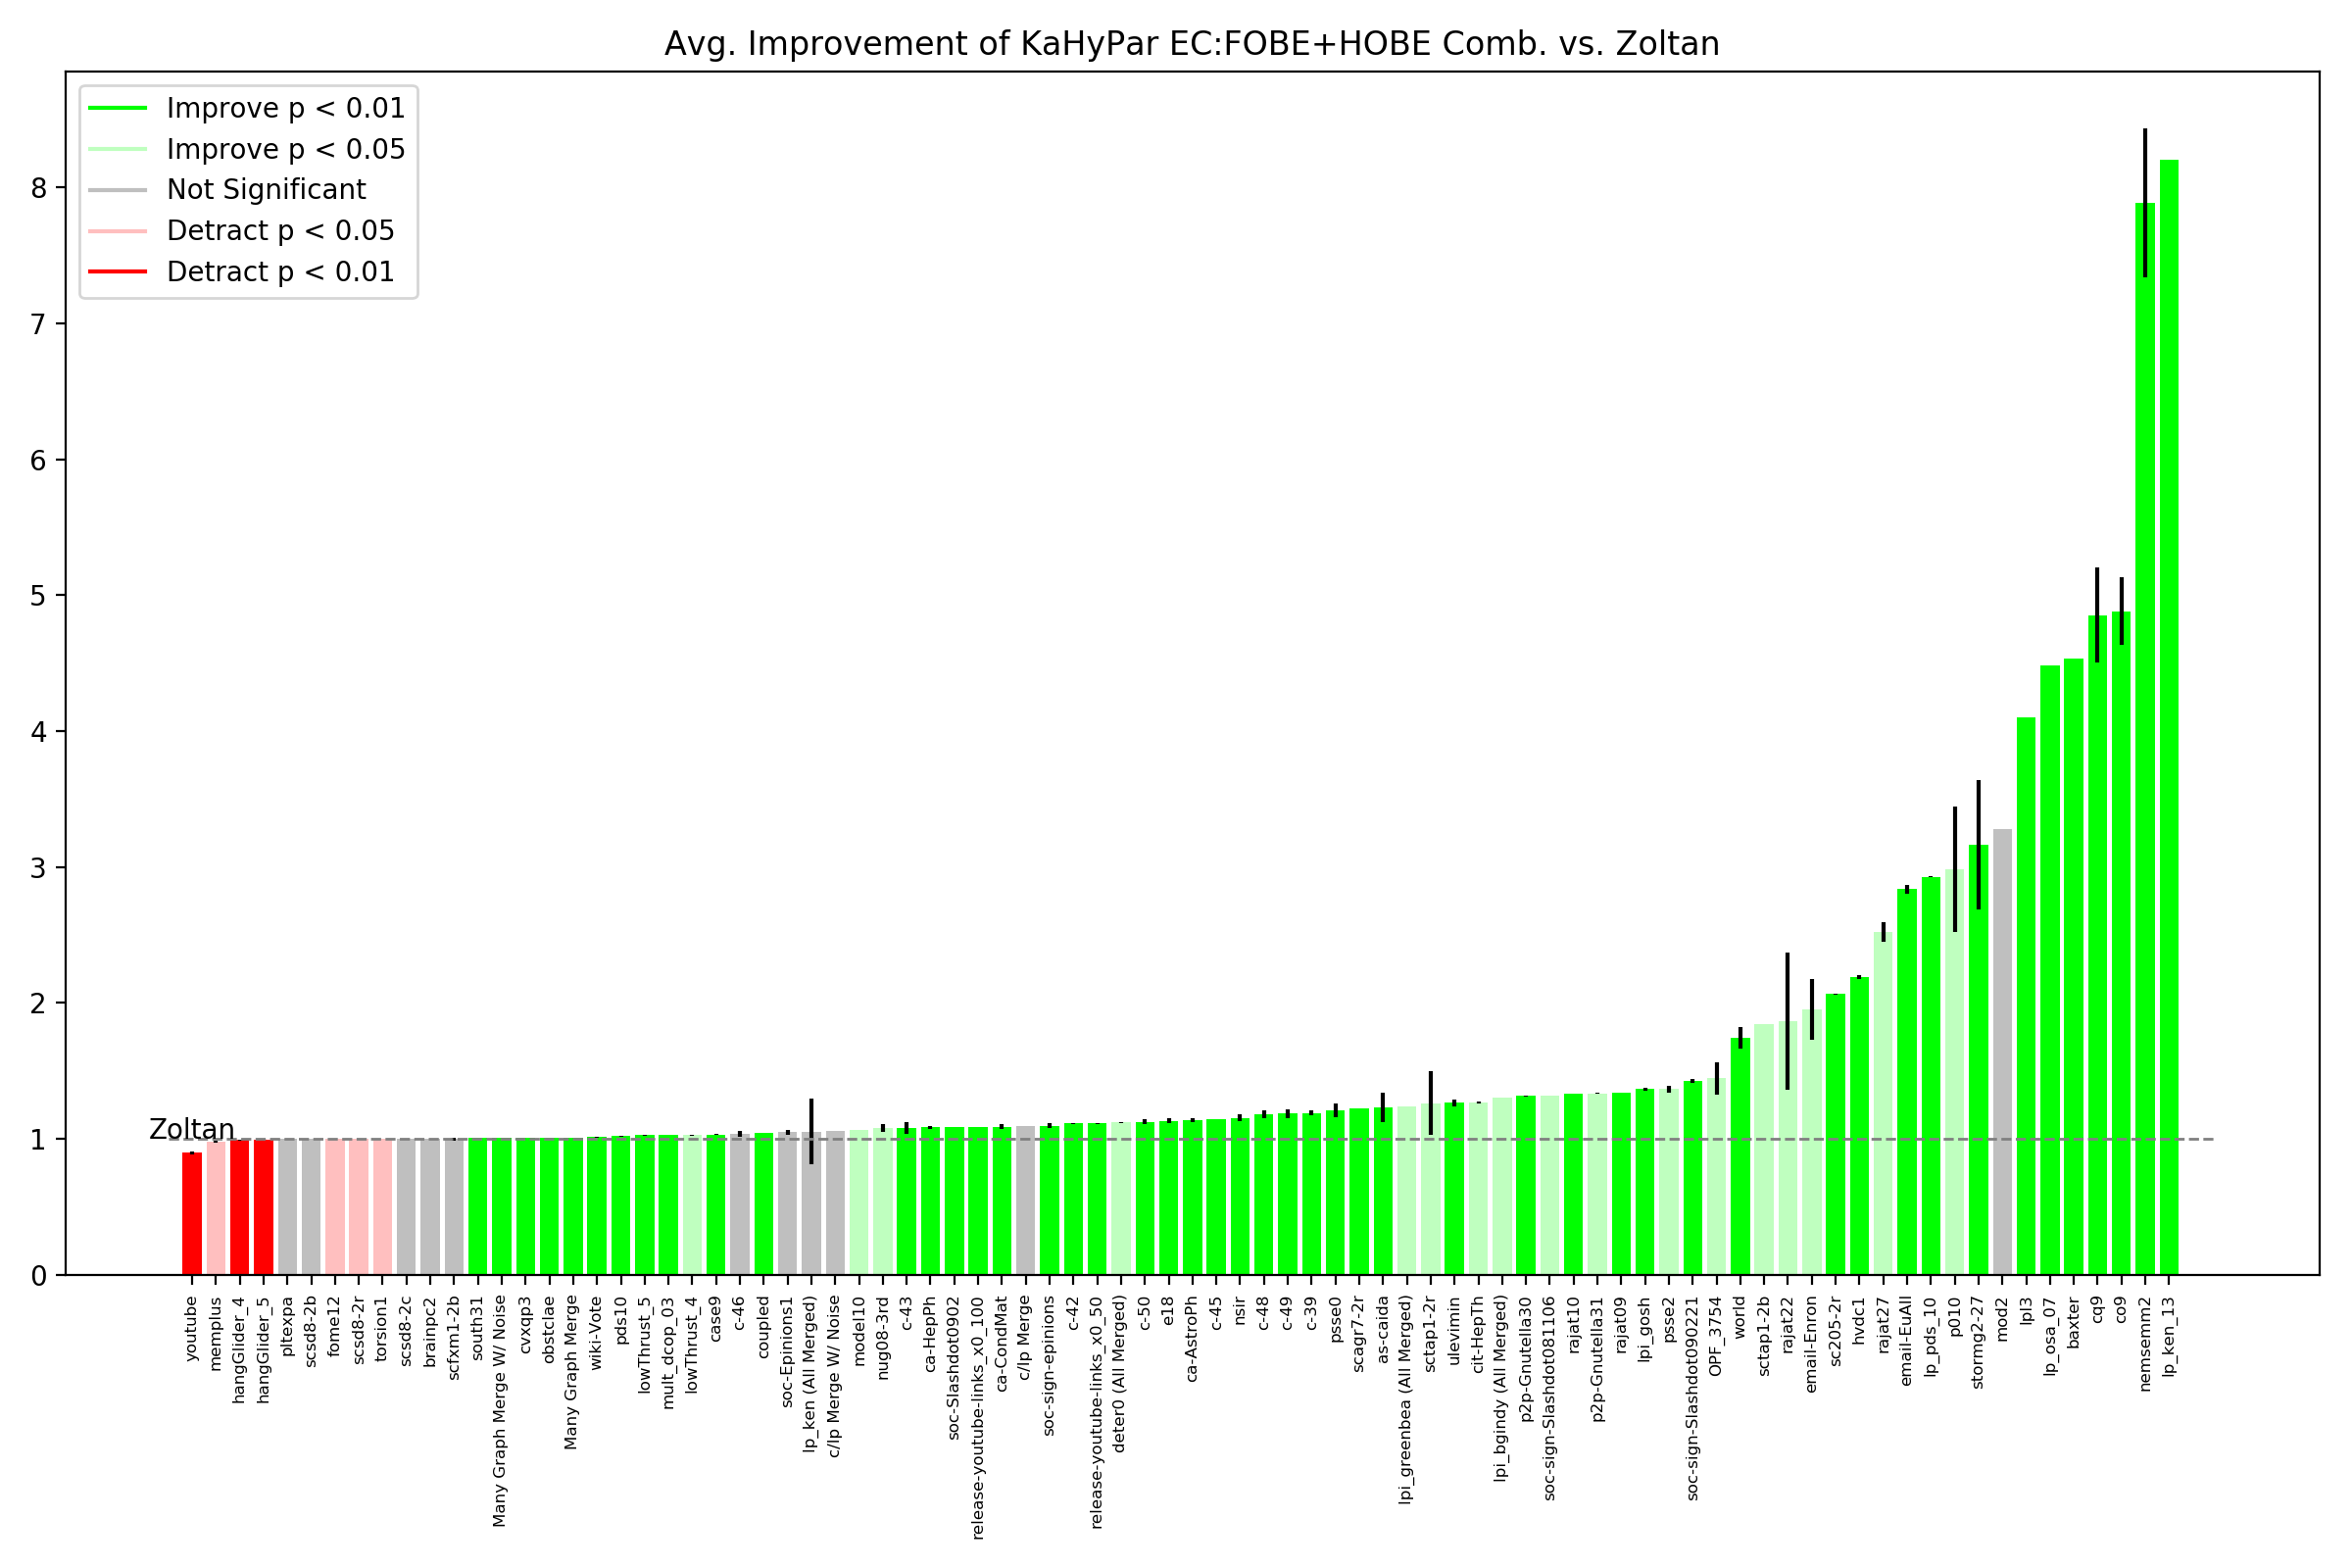 Avg. Improvement of KaHyPar EC:FOBE+HOBE Comb. vs. Zoltan
Improve p < 0.01
Improve p < 0.05
Not Significant
Detract p < 0.05
Detract p < 0.01
8
7
6
5
4
3
2
1
0
Zoltan
youtube
memplus
hangGlider_4
hangGlider_5
pltexpa
scsd8-2b
fome12
scsd8-2r
torsion1
scsd8-2c
brainpc2
scfxm1-2b
south31
Many Graph Merge W/ Noise
cvxqp3
obstclae
Many Graph Merge
wiki-Vote
pds10
lowThrust_5
mult_dcop_03
lowThrust_4
case9
c-46
coupled
soc-Epinions1
lp_ken (All Merged)
c/lp Merge W/ Noise
model10
nug08-3rd
c-43
ca-HepPh
soc-Slashdot0902
release-youtube-links_x0_100
ca-CondMat
c/lp Merge
soc-sign-epinions
c-42
release-youtube-links_x0_50
deter0 (All Merged)
c-50
e18
ca-AstroPh
c-45
nsir
c-48
c-49
c-39
psse0
scagr7-2r
as-caida
lpi_greenbea (All Merged)
sctap1-2r
ulevimin
cit-HepTh
lpi_bgindy (All Merged)
p2p-Gnutella30
soc-sign-Slashdot081106
rajat10
p2p-Gnutella31
rajat09
lpi_gosh
psse2
soc-sign-Slashdot090221
OPF_3754
world
sctap1-2b
rajat22
email-Enron
sc205-2r
hvdc1
rajat27
email-EuAll
lp_pds_10
p010
stormg2-27
mod2
lpl3
lp_osa_07
baxter
cq9
co9
nemsemm2
lp_ken_13